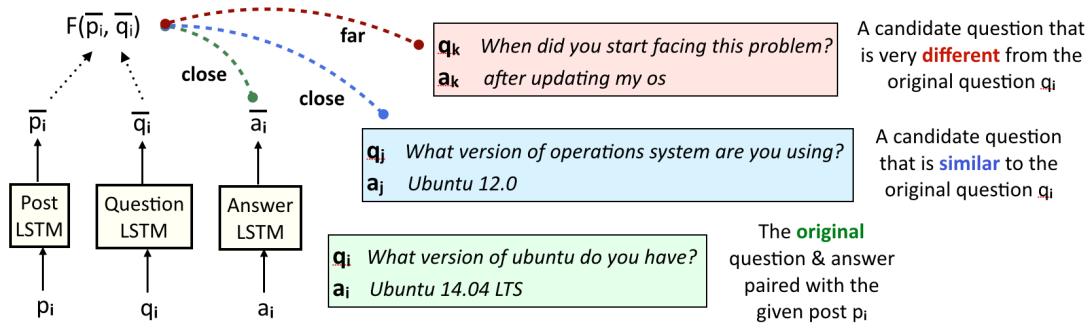 F(p̅i, q̅i)
far
close
close
p̅i
q̅i
a̅i
Post
LSTM
Question
LSTM
Answer
LSTM
pi
qi
ai
qk When did you start facing this problem?
ak after updating my os
A candidate question that
is very different from the
original question qi
qj What version of operations system are you using?
aj Ubuntu 12.0
A candidate question
that is similar to the
original question qi
qi What version of ubuntu do you have?
ai Ubuntu 14.04 LTS
The original
question & answer
paired with the
given post pi